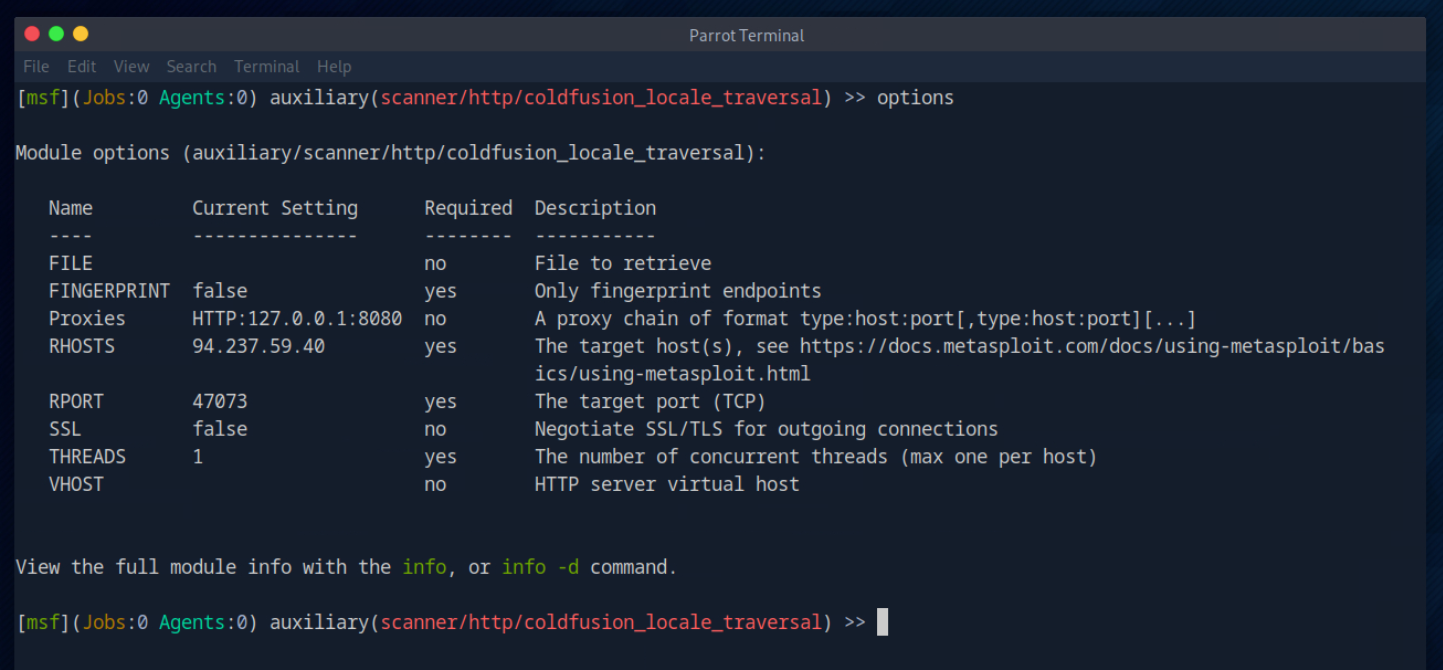 Parrot Terminal
File Edit View Search Terminal Help
[msf](Jobs:0 Agents:0) auxiliary(scanner/http/coldfusion_locale_traversal) >> options
Module options (auxiliary/scanner/http/coldfusion_locale_traversal):
Name Current Setting Required Description
---- --------------- -------- -----------
FILE no File to retrieve
FINGERPRINT false yes Only fingerprint endpoints
Proxies HTTP:127.0.0.1:8080 no A proxy chain of format type:host:port[,type:host:port][...]
RHOSTS 94.237.59.40 yes The target host(s), see https://docs.metasploit.com/docs/using-metasploit/bas
ics/using-metasploit.html
RPORT 47073 yes The target port (TCP)
SSL false no Negotiate SSL/TLS for outgoing connections
THREADS 1 yes The number of concurrent threads (max one per host)
VHOST no HTTP server virtual host
View the full module info with the info, or info -d command.
[msf](Jobs:0 Agents:0) auxiliary(scanner/http/coldfusion_locale_traversal) >>